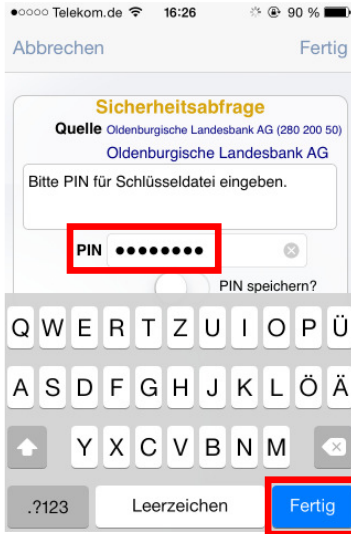 Telekom.de 16:26 90 %
Abbrechen Fertig
Sicherheitsabfrage
Quelle Oldenburgische Landesbank AG (280 200 50)
Oldenburgische Landesbank AG
Bitte PIN für Schlüsseldatei eingeben.
PIN ●●●●●●●●
PIN speichern?
Q W E R T Z U I O P Ü
A S D F G H J K L Ö Ä
Y X C V B N M
.?123 Leerzeichen Fertig